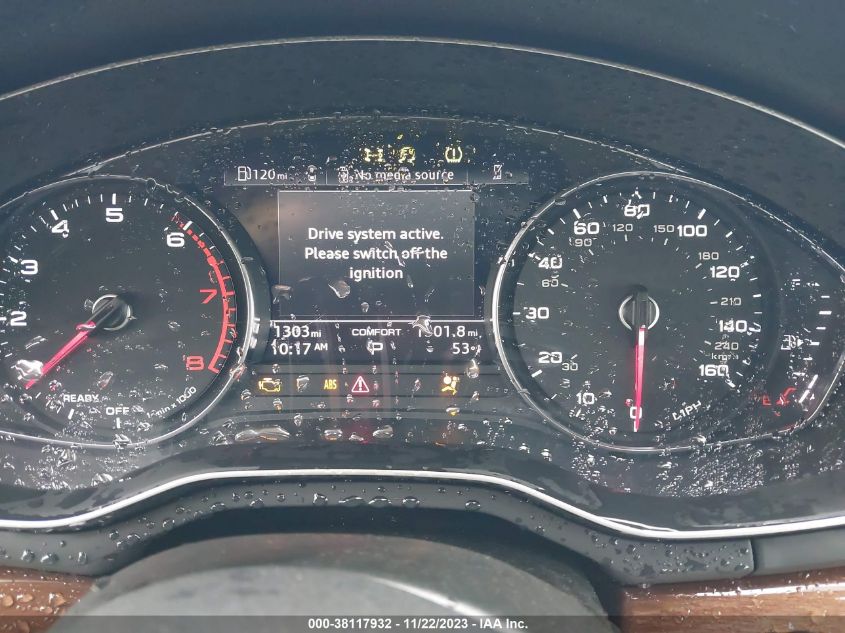 120 mi No media source
Drive system active.
Please switch off the
ignition
1303 mi COMFORT 01.8 mi
10:17 AM 53°F
ABS
2 3 4 5 6 7 8
READY
OFF
10 20 30 40 60 80 100 120 140 160
30 60 90 120 150 180 210 240
km/h
MPH
0
000-38117932 - 11/22/2023 - IAA Inc.